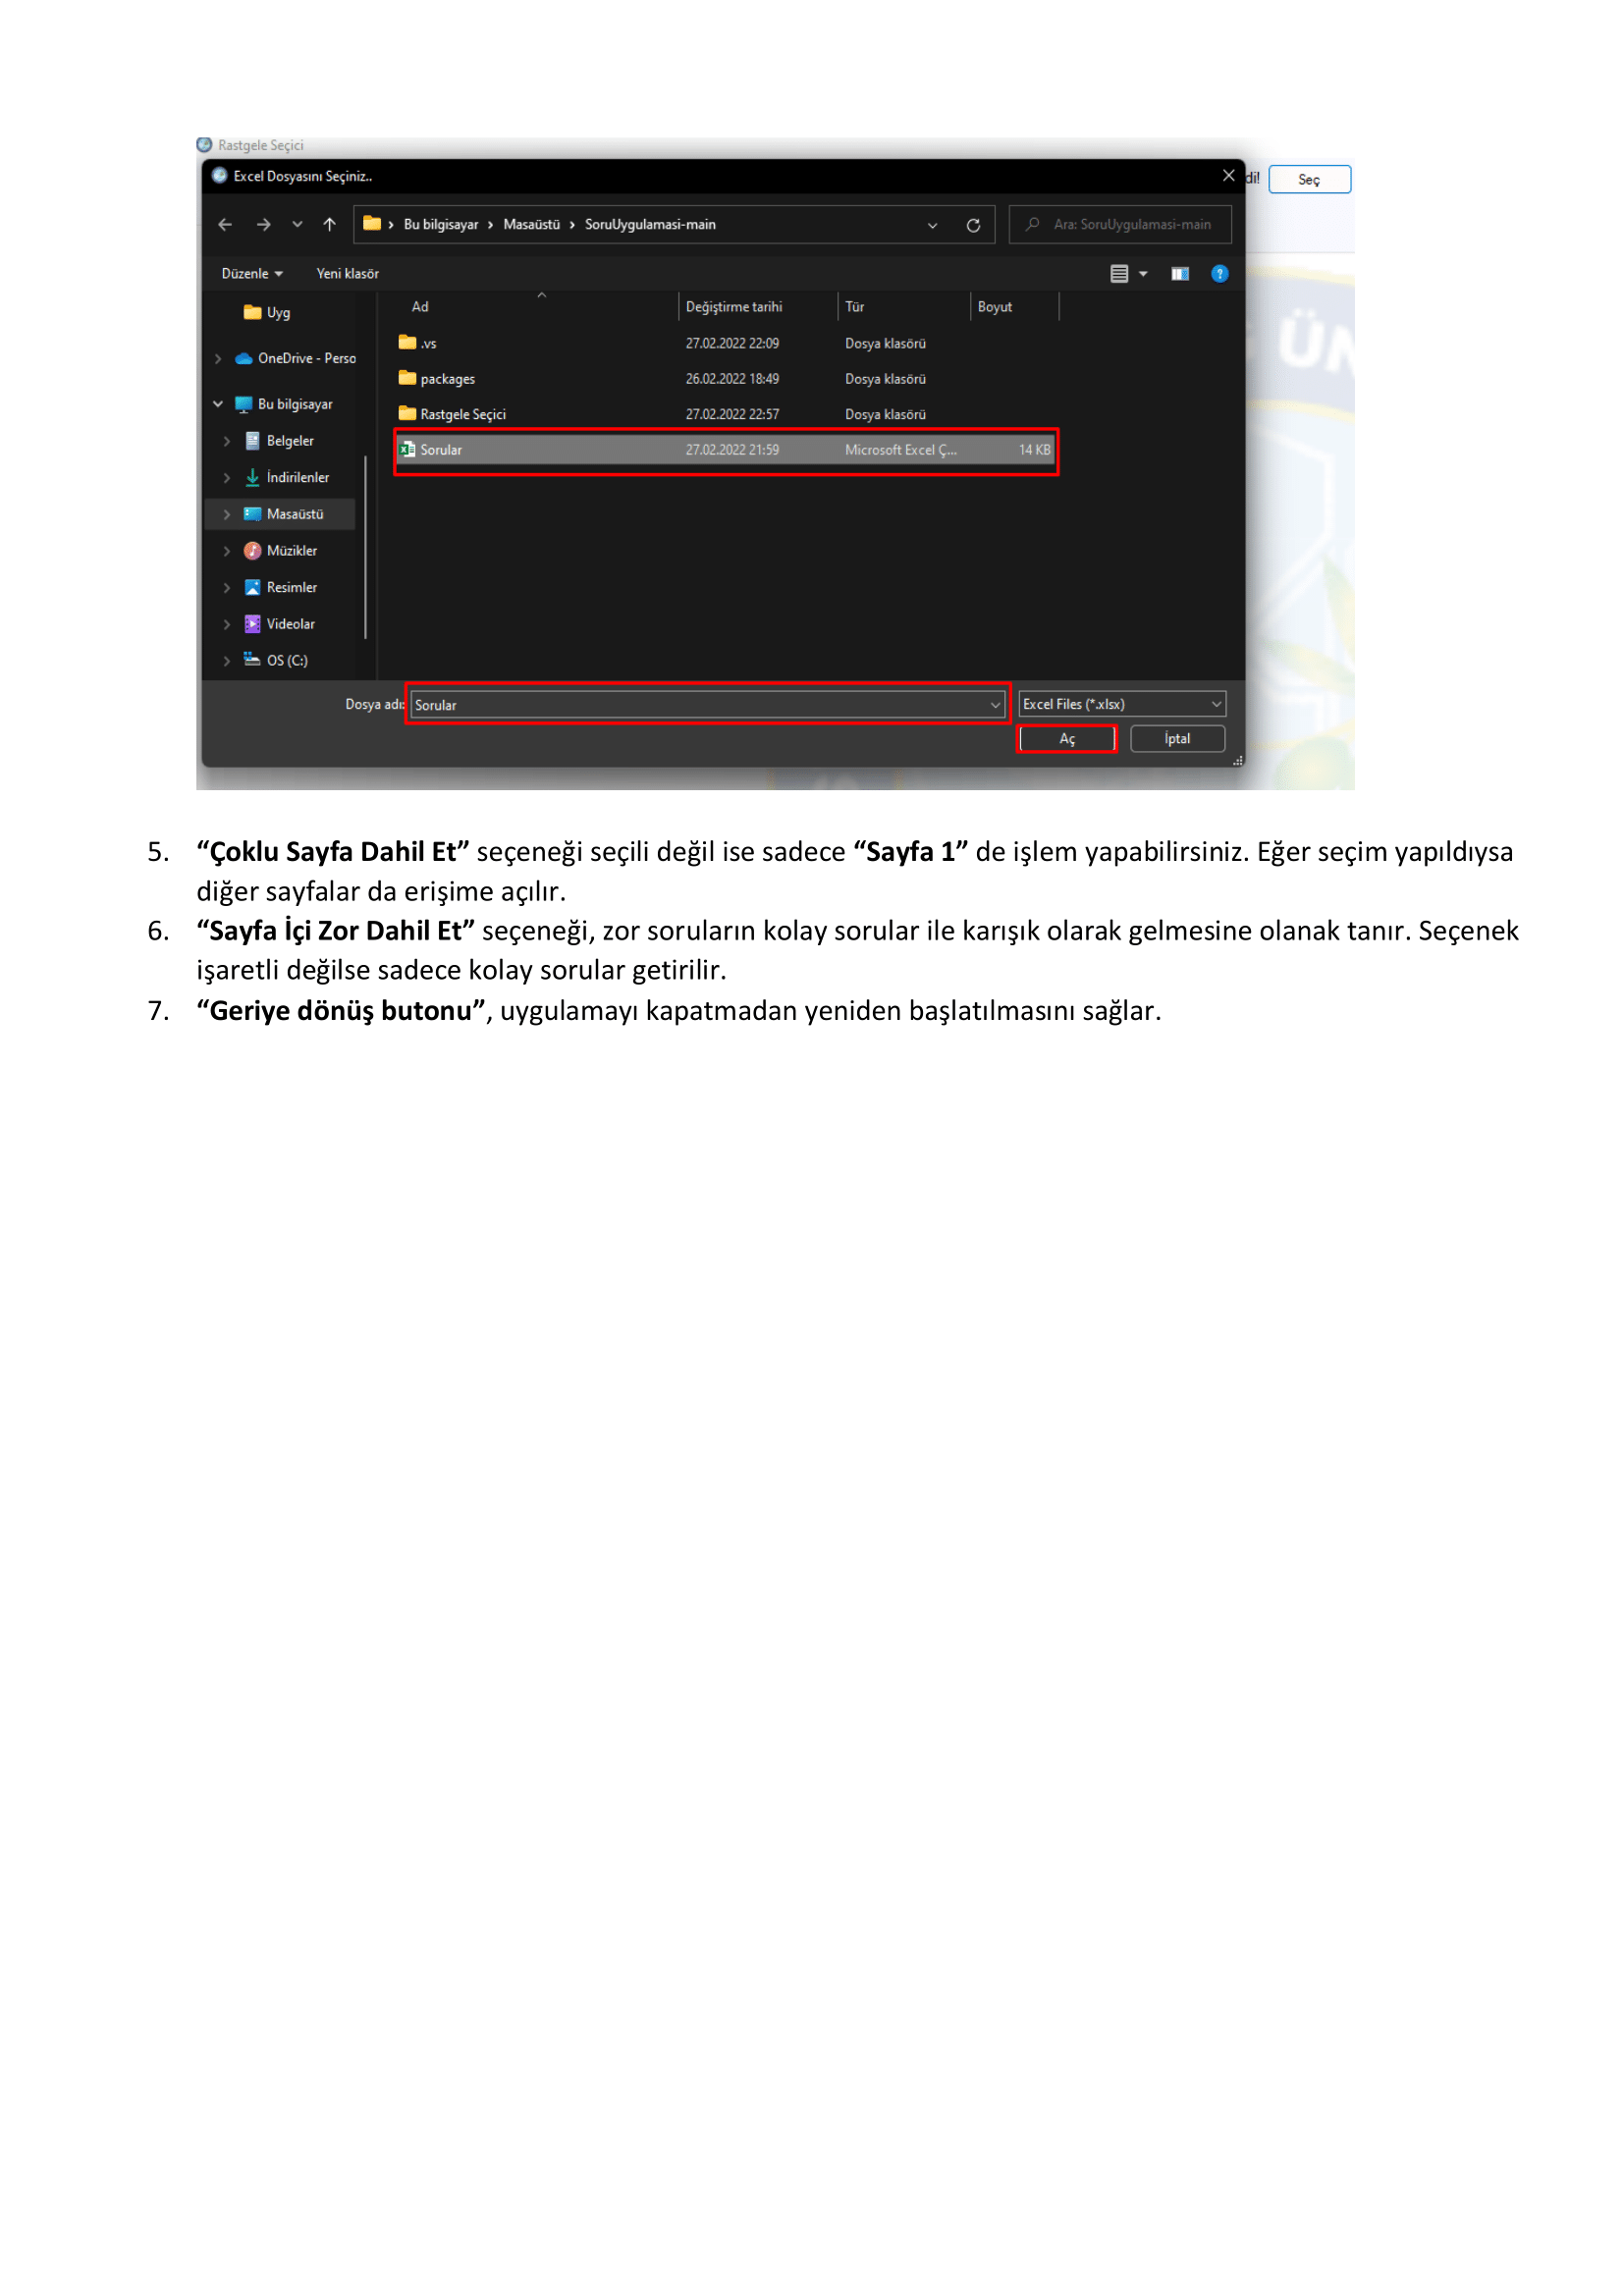 Rastgele Seçici
Excel Dosyasını Seçiniz..
di! Seç
Bu bilgisayar Masaüstü SoruUygulamasi-main Ara: SoruUygulamasi-main
Düzenle Yeni klasör
Ad Değiştirme tarihi Tür Boyut
Uyg
OneDrive - Perso
Bu bilgisayar
Belgeler
İndirilenler
Masaüstü
Müzikler
Resimler
Videolar
OS (C:)
.vs 27.02.2022 22:09 Dosya klasörü
packages 26.02.2022 18:49 Dosya klasörü
Rastgele Seçici 27.02.2022 22:57 Dosya klasörü
Sorular 27.02.2022 21:59 Microsoft Excel Ç... 14 KB
ÜN
Dosya adı: Sorular Excel Files (*.xlsx)
Aç İptal
5. “Çoklu Sayfa Dahil Et” seçeneği seçili değil ise sadece “Sayfa 1” de işlem yapabilirsiniz. Eğer seçim yapıldıysa
diğer sayfalar da erişime açılır.
6. “Sayfa İçi Zor Dahil Et” seçeneği, zor soruların kolay sorular ile karışık olarak gelmesine olanak tanır. Seçenek
işaretli değilse sadece kolay sorular getirilir.
7. “Geriye dönüş butonu”, uygulamayı kapatmadan yeniden başlatılmasını sağlar.